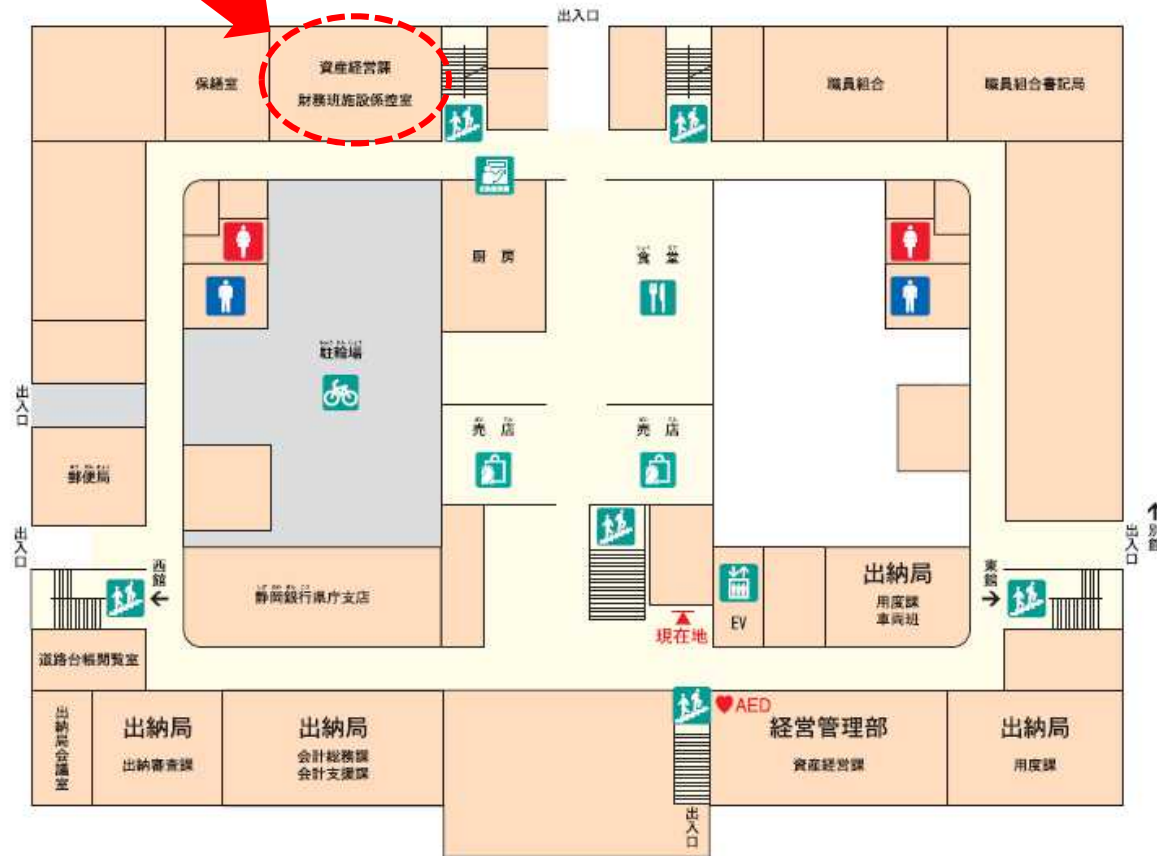 出入口
保繕室
資産経営課
財務班施設係控室
職員組合
職員組合書記局
厨房
食堂
駐輪場
出入口
売店
売店
郵便局
出入口
西館
←
静岡銀行県庁支店
現在地
EV
出納局
用度課
車両班
東館
→
出入口
↑別館
道路台帳閲覧室
出納局会議室
出納局
出納審査課
出納局
会計総務課
会計支援課
♥AED
経営管理部
資産経営課
出納局
用度課
出入口